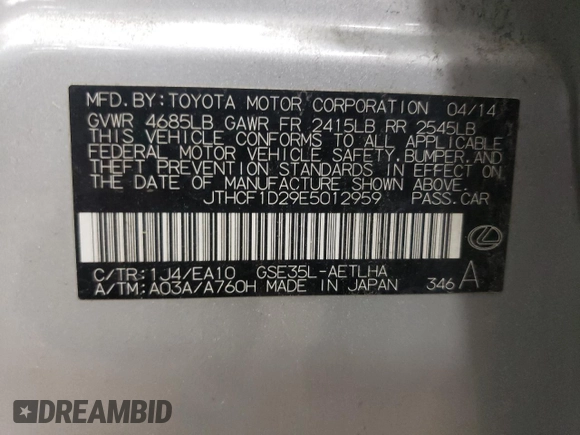 MFD.BY:TOYOTA MOTOR CORPORATION 04/14
GVWR 4685LB GAWR FR 2415LB RR 2545LB
THIS VEHICLE CONFORMS TO ALL APPLICABLE
FEDERAL MOTOR VEHICLE SAFETY,BUMPER,AND
THEFT PREVENTION STANDARDS IN EFFECT ON
THE DATE OF MANUFACTURE SHOWN ABOVE.
JTHCF1D29E5012959 PASS.CAR
C/TR:1J4/EA10 GSE35L-AETLHA
A/TM:A03A/A760H MADE IN JAPAN 346 A
DREAMBID